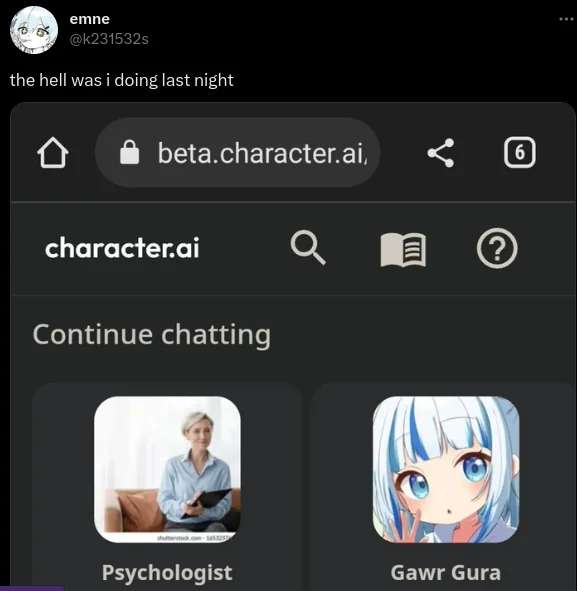 emne
@k231532s
the hell was i doing last night
beta.character.ai,
6
character.ai
Continue chatting
shutterstock.com
Psychologist
Gawr Gura